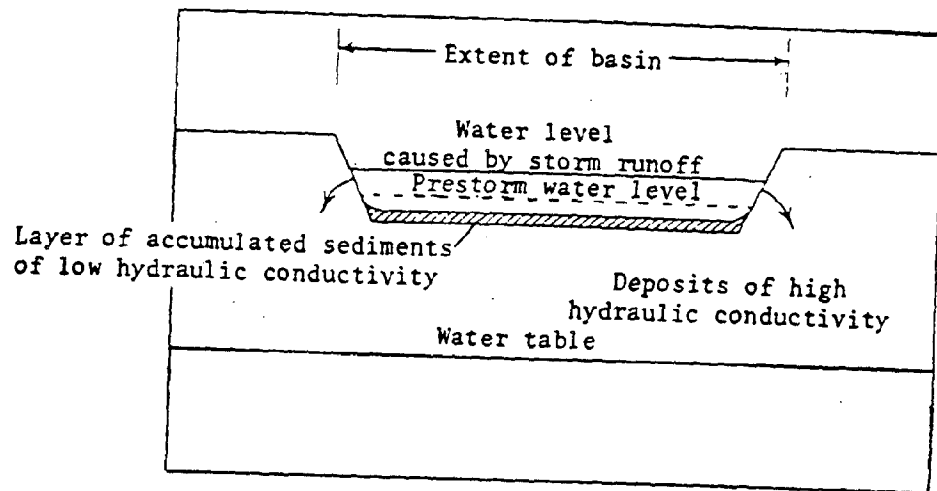 Extent of basin
Water level
caused by storm runoff
Prestorm water level
Layer of accumulated sediments
of low hydraulic conductivity
Deposits of high
hydraulic conductivity
Water table